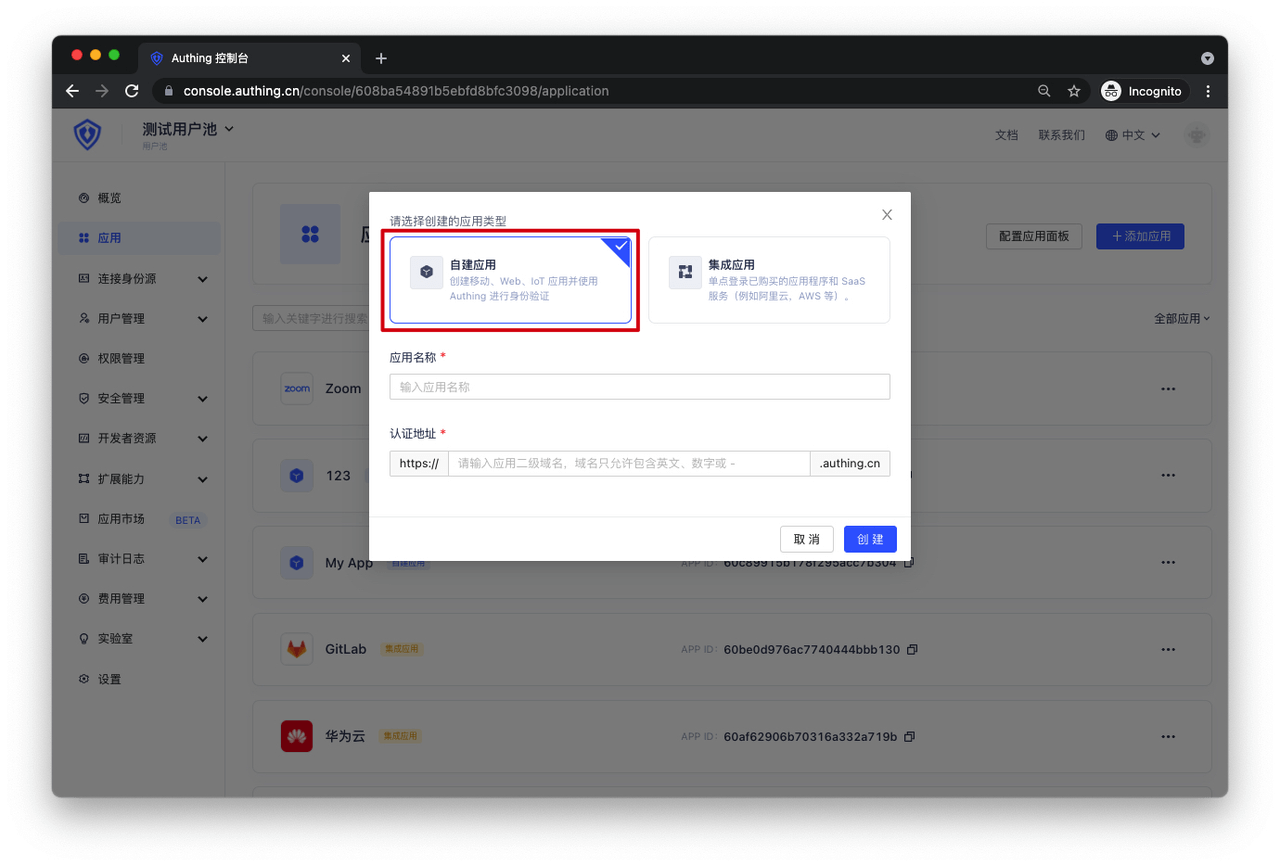 Authing 控制台
console.authing.cn/console/608ba54891b5ebfd8bfc3098/application
Incognito
测试用户池
用户池
文档
联系我们
中文
概览
应用
连接身份源
用户管理
权限管理
安全管理
开发者资源
扩展能力
应用市场 BETA
审计日志
费用管理
实验室
设置
配置应用面板
+ 添加应用
输入关键字进行搜索
全部应用
请选择创建的应用类型
自建应用
创建移动、Web、IoT 应用并使用
Authing 进行身份验证
集成应用
单点登录已购买的应用程序和 SaaS
服务（例如阿里云，AWS 等）。
应用名称 *
输入应用名称
认证地址 *
https://
请输入应用二级域名，域名只允许包含英文、数字或 -
.authing.cn
取 消
创 建
zoom
Zoom
123
My App 自建应用
APP ID: 60c89915b178f295acc7b304
GitLab 集成应用
APP ID: 60be0d976ac7740444bbb130
华为云 集成应用
APP ID: 60af62906b70316a332a719b